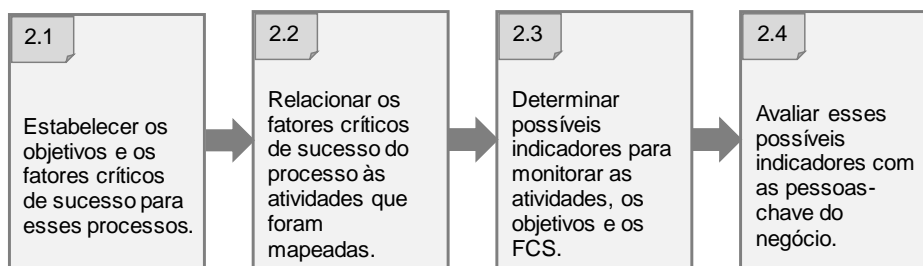 2.1
Estabelecer os
objetivos e os
fatores críticos
de sucesso para
esses processos.
2.2
Relacionar os
fatores críticos
de sucesso do
processo às
atividades que
foram
mapeadas.
2.3
Determinar
possíveis
indicadores para
monitorar as
atividades, os
objetivos e os
FCS.
2.4
Avaliar esses
possíveis
indicadores com
as pessoas-
chave do
negócio.